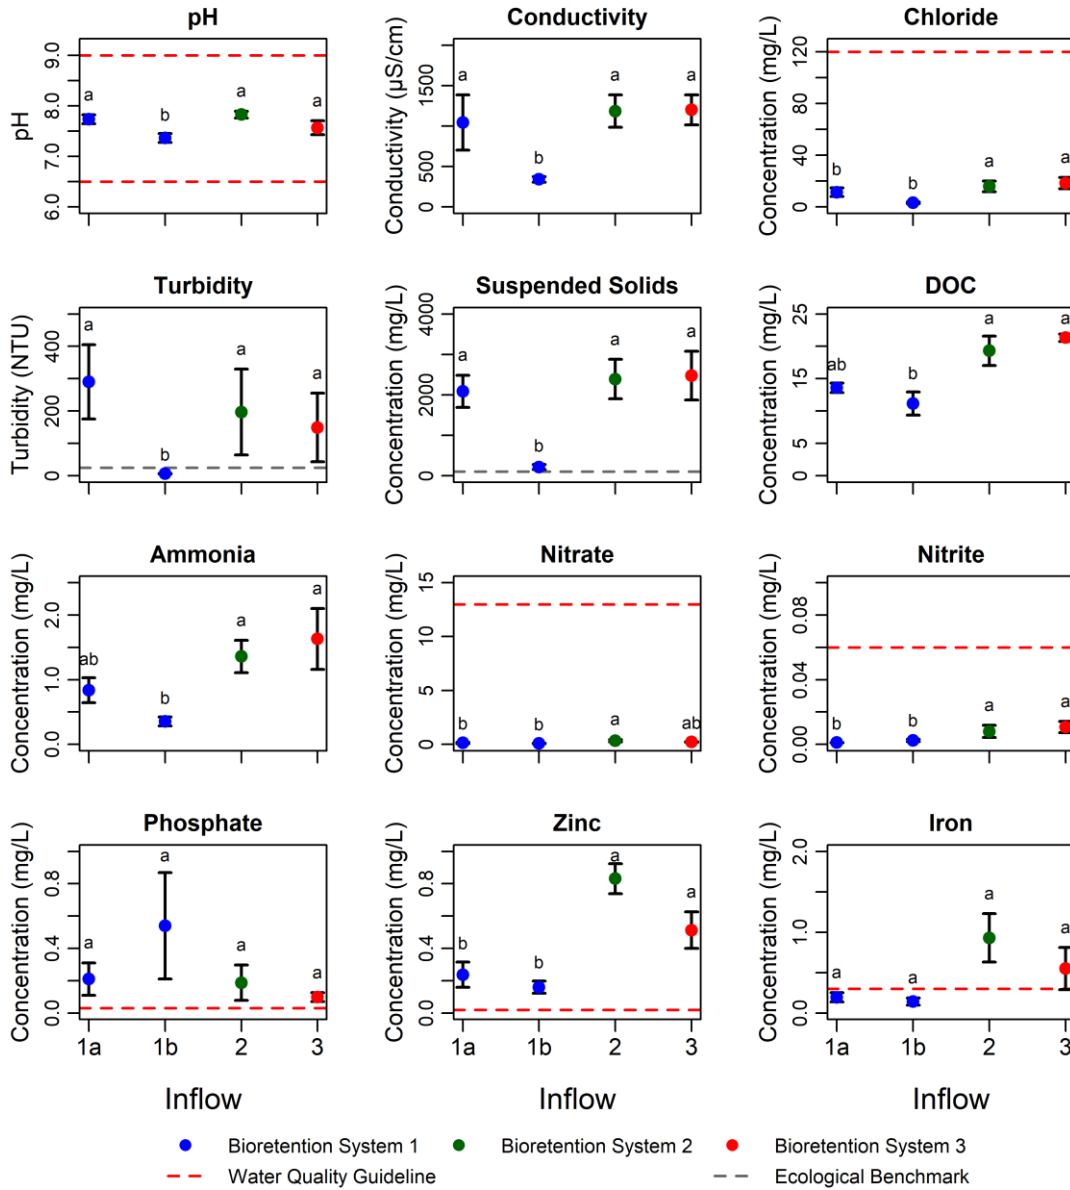 pH
Conductivity
Chloride
pH
6.0
7.0
8.0
9.0
a
b
a
a
Conductivity (µS/cm)
0
500
1500
a
b
a
a
Concentration (mg/L)
0
40
80
120
b
b
a
a
Turbidity
Suspended Solids
DOC
Turbidity (NTU)
0
200
400
a
b
a
a
Concentration (mg/L)
0
2000
4000
a
b
a
a
Concentration (mg/L)
0
5
15
25
ab
b
a
a
Ammonia
Nitrate
Nitrite
Concentration (mg/L)
0.0
1.0
2.0
ab
b
a
a
Concentration (mg/L)
0
5
10
15
b
b
a
ab
Concentration (mg/L)
0.00
0.04
0.08
b
b
a
a
Phosphate
Zinc
Iron
Concentration (mg/L)
0.0
0.4
0.8
a
a
a
a
Concentration (mg/L)
0.0
0.4
0.8
b
b
a
a
Concentration (mg/L)
0.0
1.0
2.0
a
a
a
a
1a 1b 2 3
1a 1b 2 3
1a 1b 2 3
Inflow
Inflow
Inflow
Bioretention System 1
Bioretention System 2
Bioretention System 3
Water Quality Guideline
Ecological Benchmark